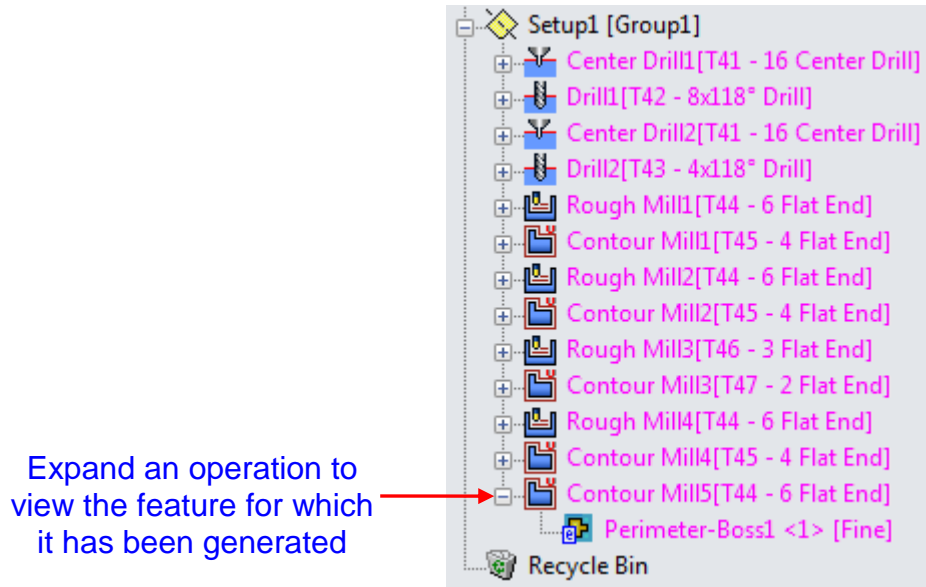 Setup1 [Group1]
Center Drill1[T41 - 16 Center Drill]
Drill1[T42 - 8x118° Drill]
Center Drill2[T41 - 16 Center Drill]
Drill2[T43 - 4x118° Drill]
Rough Mill1[T44 - 6 Flat End]
Contour Mill1[T45 - 4 Flat End]
Rough Mill2[T44 - 6 Flat End]
Contour Mill2[T45 - 4 Flat End]
Rough Mill3[T46 - 3 Flat End]
Contour Mill3[T47 - 2 Flat End]
Rough Mill4[T44 - 6 Flat End]
Contour Mill4[T45 - 4 Flat End]
Contour Mill5[T44 - 6 Flat End]
Perimeter-Boss1 <1> [Fine]
Recycle Bin
Expand an operation to
view the feature for which
it has been generated